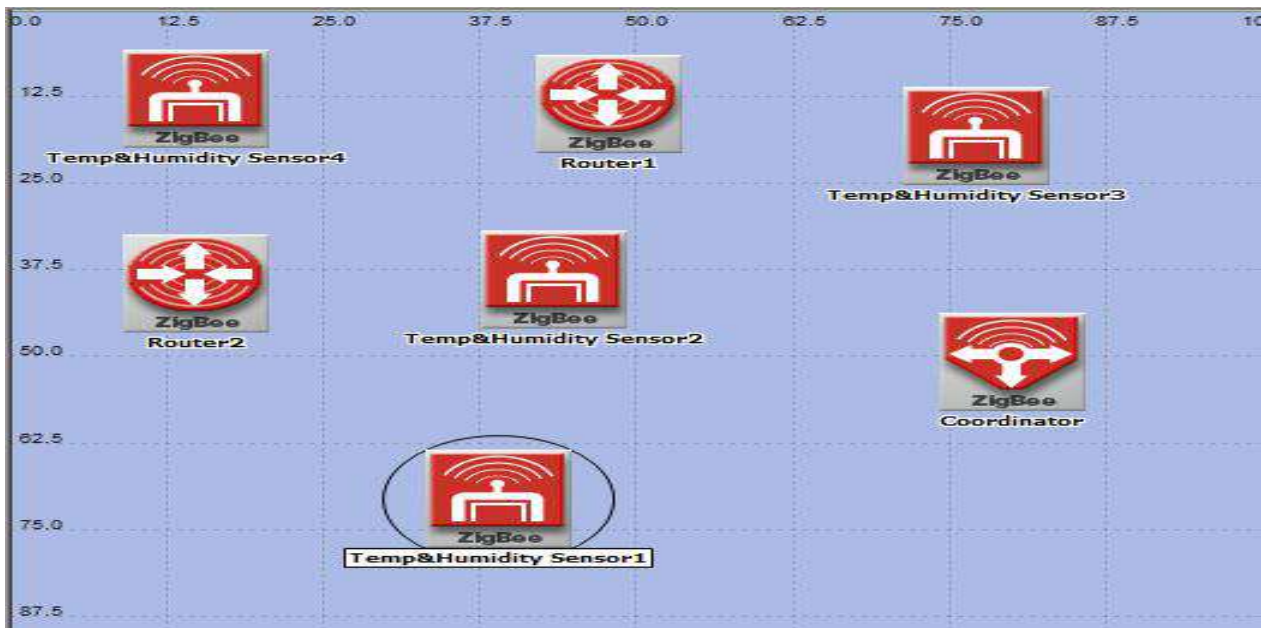 0.0 12.5 25.0 37.5 50.0 62.5 75.0 87.5 10
12.5
ZigBee
Temp&Humidity Sensor4
ZigBee
Router1
ZigBee
Temp&Humidity Sensor3
25.0
37.5
ZigBee
Router2
ZigBee
Temp&Humidity Sensor2
50.0
ZigBee
Coordinator
62.5
75.0
ZigBee
Temp&Humidity Sensor1
87.5